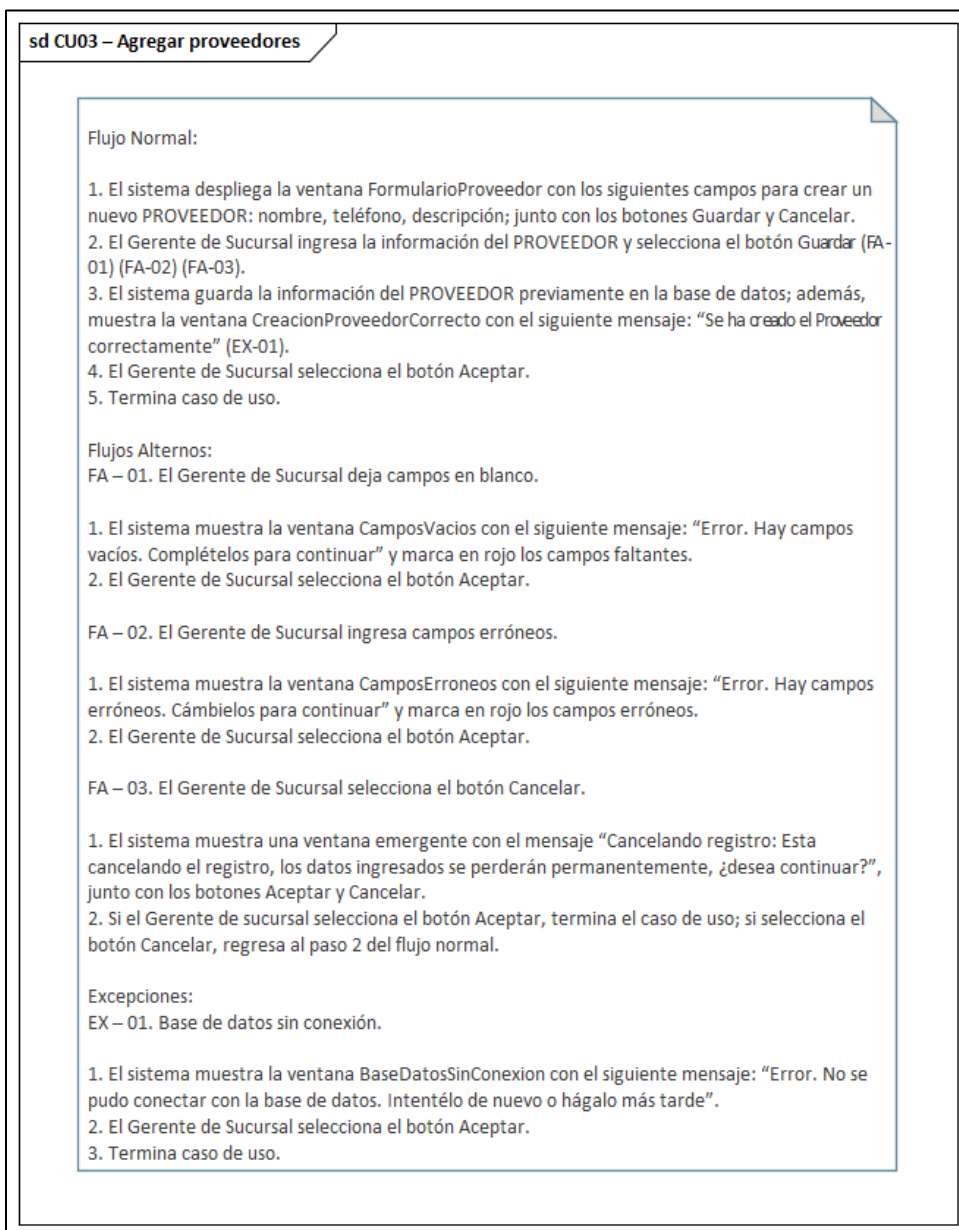 sd CU03 – Agregar proveedores
Flujo Normal:
1. El sistema despliega la ventana FormularioProveedor con los siguientes campos para crear un
nuevo PROVEEDOR: nombre, teléfono, descripción; junto con los botones Guardar y Cancelar.
2. El Gerente de Sucursal ingresa la información del PROVEEDOR y selecciona el botón Guardar (FA-
01) (FA-02) (FA-03).
3. El sistema guarda la información del PROVEEDOR previamente en la base de datos; además,
muestra la ventana CreacionProveedorCorrecto con el siguiente mensaje: “Se ha creado el Proveedor
correctamente” (EX-01).
4. El Gerente de Sucursal selecciona el botón Aceptar.
5. Termina caso de uso.
Flujos Alternos:
FA – 01. El Gerente de Sucursal deja campos en blanco.
1. El sistema muestra la ventana CamposVacios con el siguiente mensaje: “Error. Hay campos
vacíos. Complételos para continuar” y marca en rojo los campos faltantes.
2. El Gerente de Sucursal selecciona el botón Aceptar.
FA – 02. El Gerente de Sucursal ingresa campos erróneos.
1. El sistema muestra la ventana CamposErroneos con el siguiente mensaje: “Error. Hay campos
erróneos. Cámbielos para continuar” y marca en rojo los campos erróneos.
2. El Gerente de Sucursal selecciona el botón Aceptar.
FA – 03. El Gerente de Sucursal selecciona el botón Cancelar.
1. El sistema muestra una ventana emergente con el mensaje “Cancelando registro: Esta
cancelando el registro, los datos ingresados se perderán permanentemente, ¿desea continuar?”,
junto con los botones Aceptar y Cancelar.
2. Si el Gerente de sucursal selecciona el botón Aceptar, termina el caso de uso; si selecciona el
botón Cancelar, regresa al paso 2 del flujo normal.
Excepciones:
EX – 01. Base de datos sin conexión.
1. El sistema muestra la ventana BaseDatosSinConexion con el siguiente mensaje: “Error. No se
pudo conectar con la base de datos. Intentélo de nuevo o hágalo más tarde”.
2. El Gerente de Sucursal selecciona el botón Aceptar.
3. Termina caso de uso.